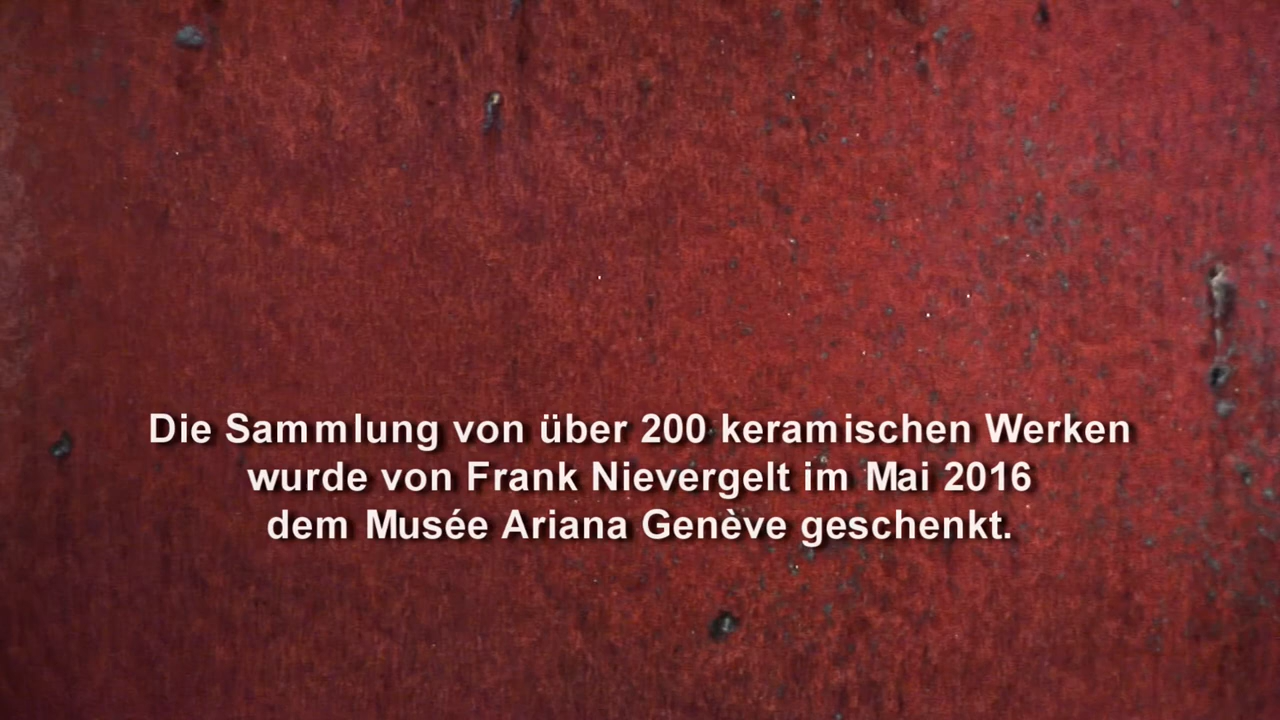 Die Sammlung von über 200 keramischen Werken
wurde von Frank Nievergelt im Mai 2016
dem Musée Ariana Genève geschenkt.